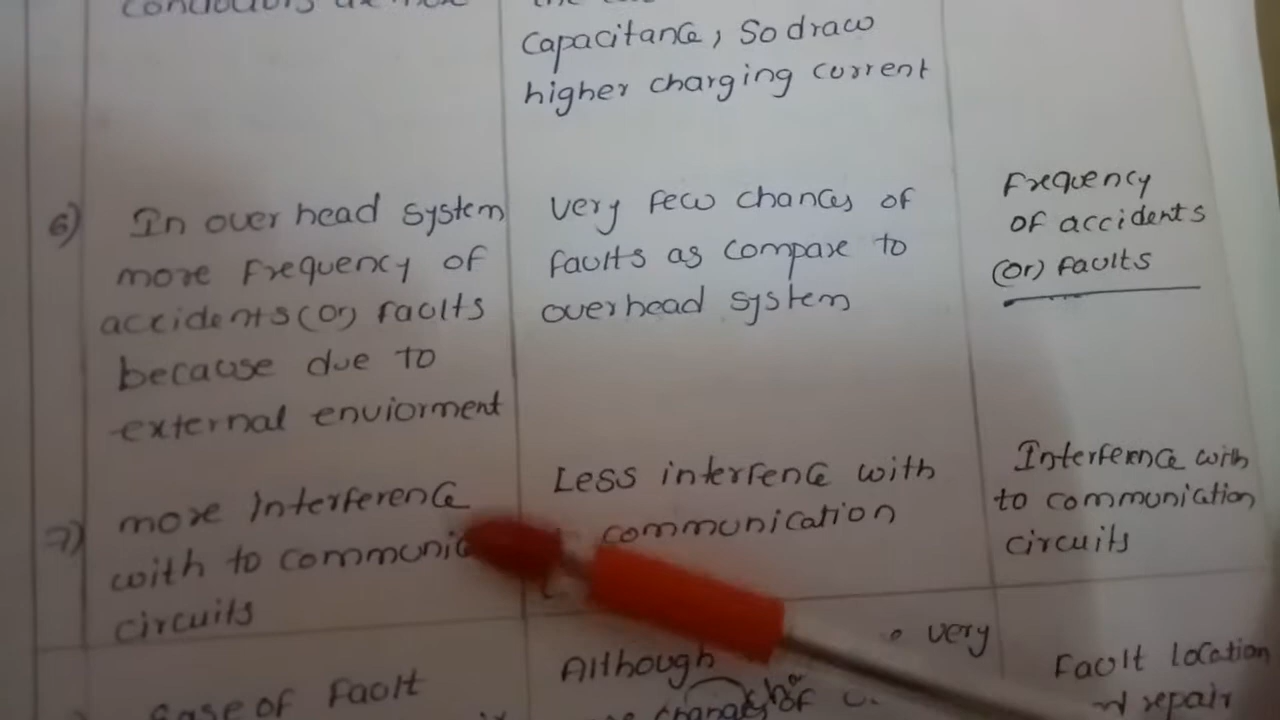 Capacitance, So draw
higher charging current
6) In over head system
more Frequency of
accidents (or) faults
because due to
external enviorment
very few chances of
faults as compare to
overhead system
Frequency
of accidents
(or) faults
7) more Interference
with to
circuits
Less interfence with
communication
Interference with
to communication
circuits
Ease of Fault
Although
very
Fault location
repair